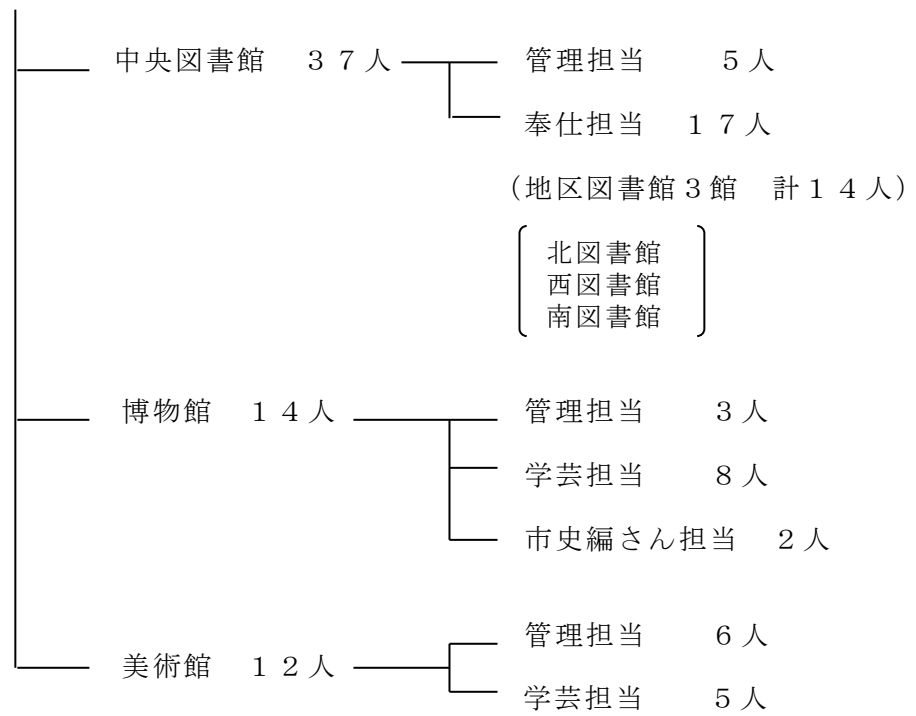 中央図書館　３７人　管理担当　５人
奉仕担当　１７人
（地区図書館３館　計１４人）
北図書館
西図書館
南図書館
博物館　１４人　管理担当　３人
学芸担当　８人
市史編さん担当　２人
管理担当　６人
美術館　１２人
学芸担当　５人